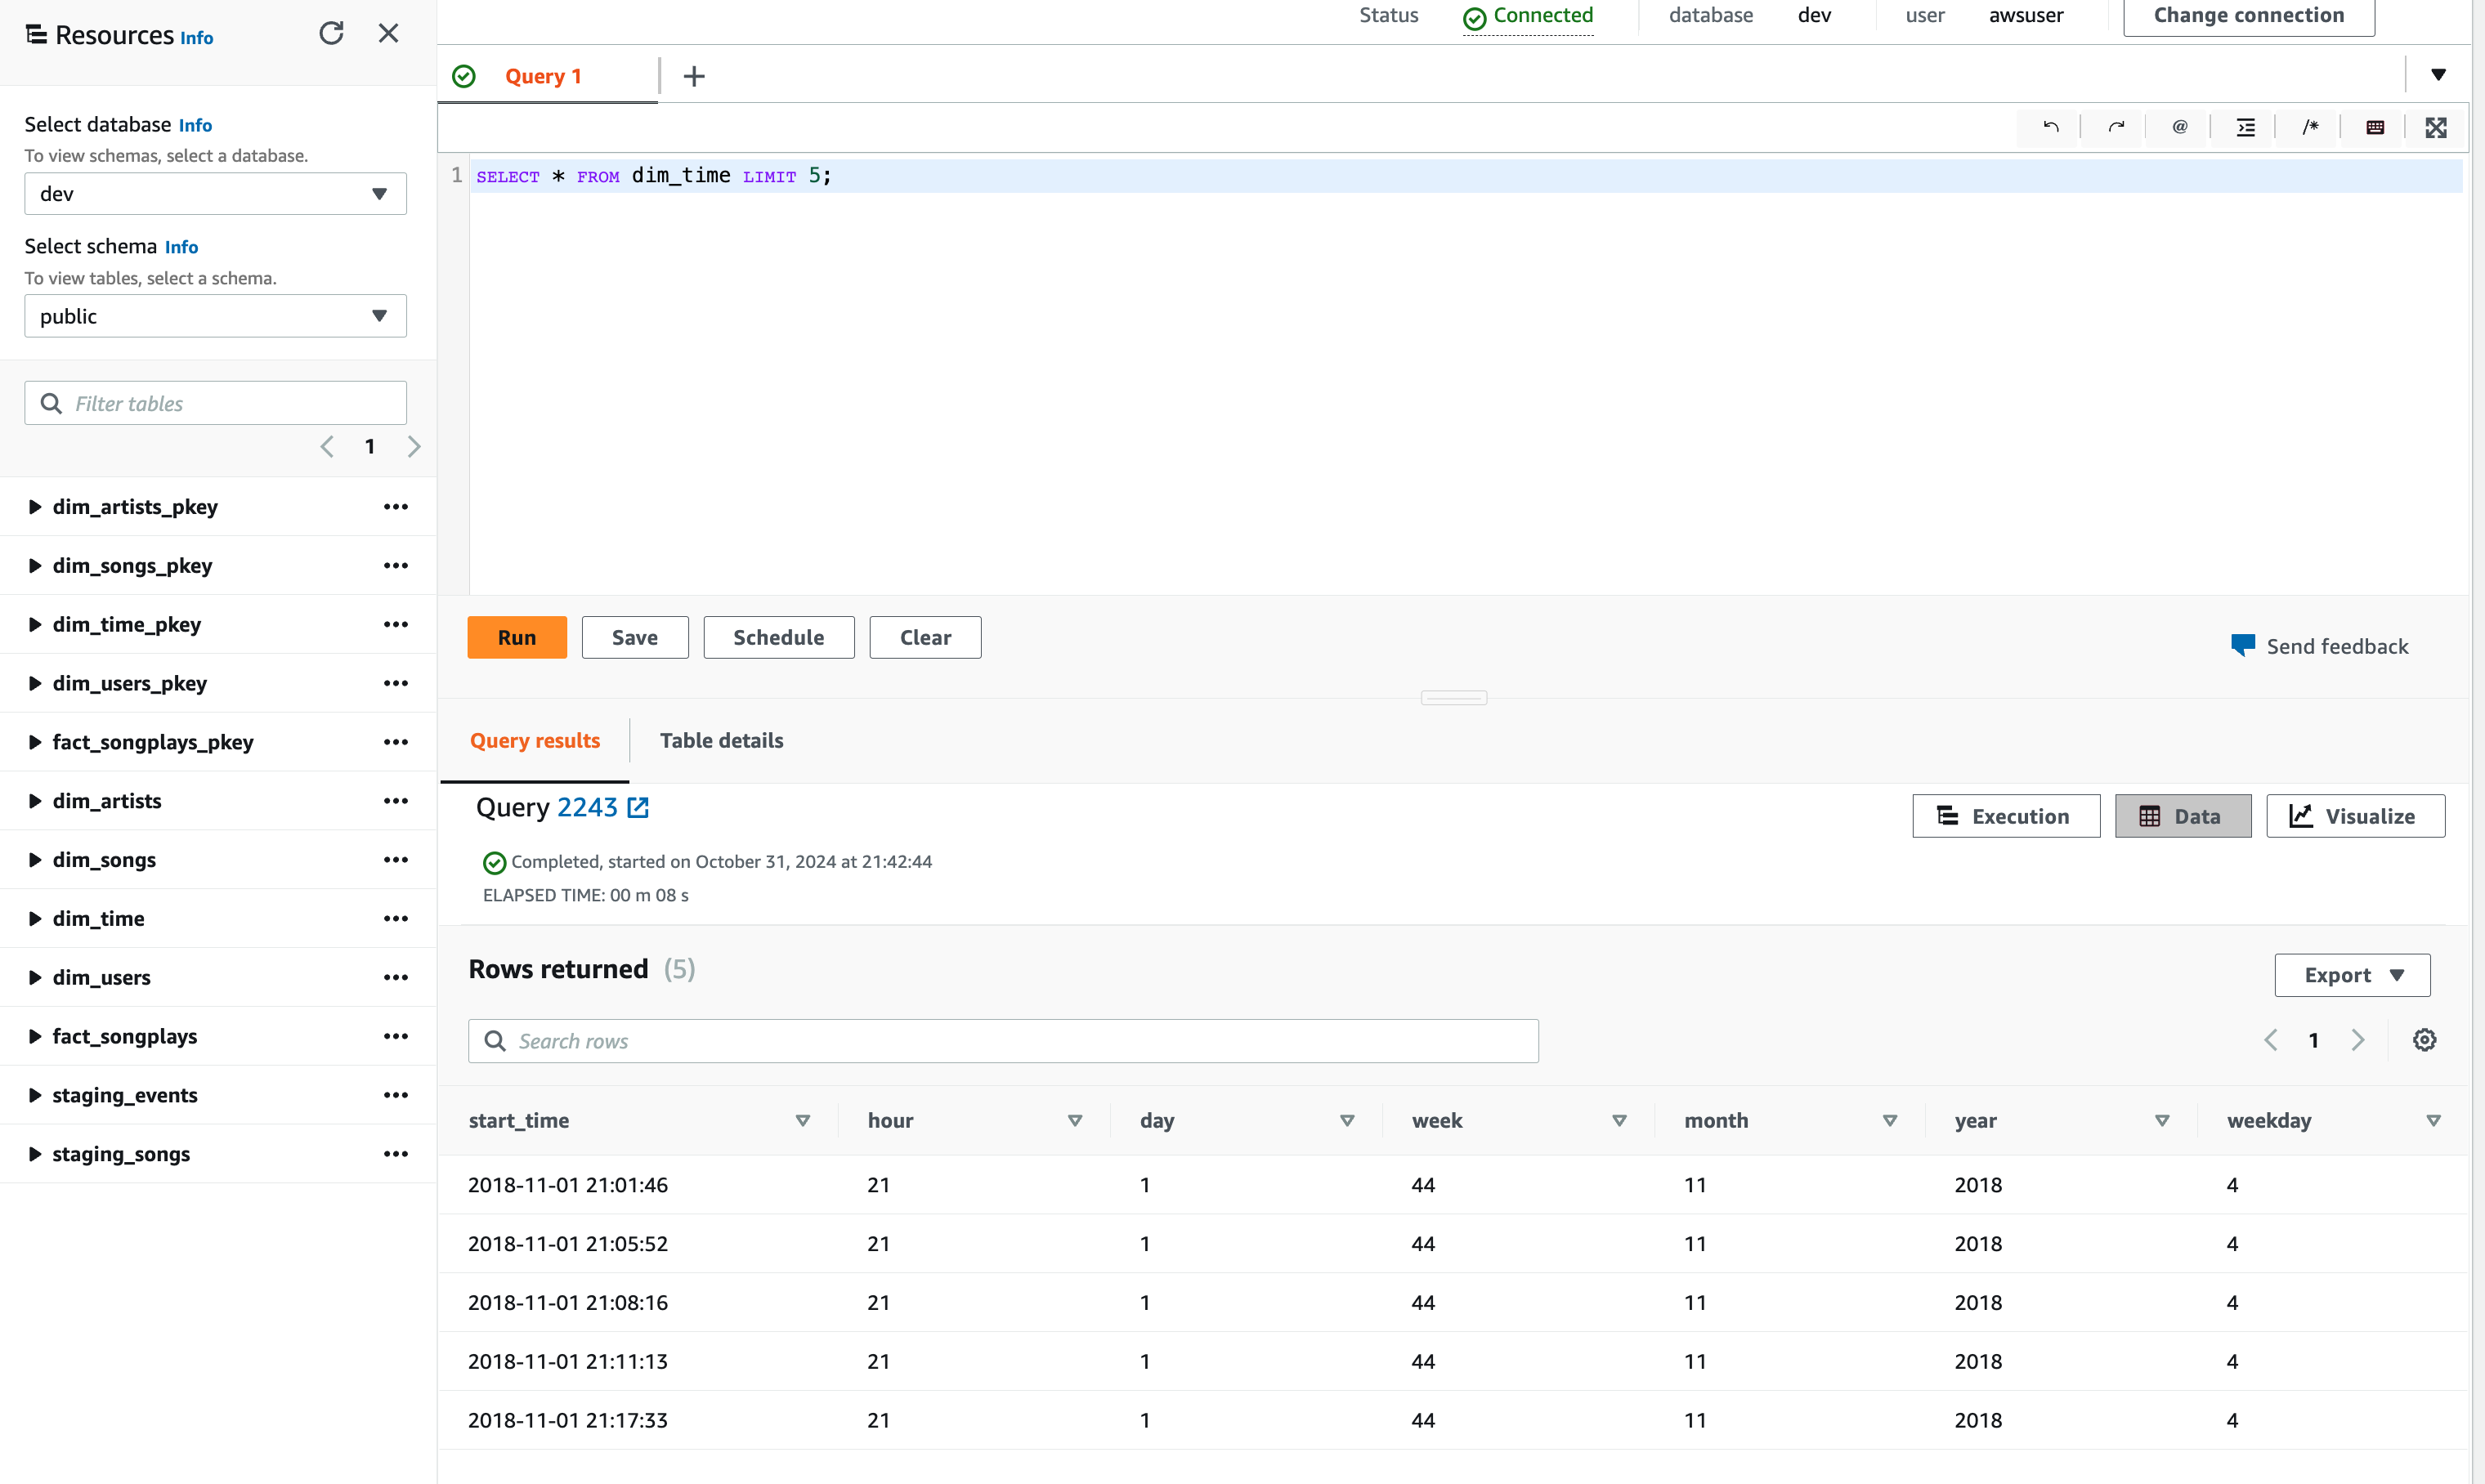 Resources Info
Select database Info
To view schemas, select a database.
dev
Select schema Info
To view tables, select a schema.
public
Filter tables
1
dim_artists_pkey
dim_songs_pkey
dim_time_pkey
dim_users_pkey
fact_songplays_pkey
dim_artists
dim_songs
dim_time
dim_users
fact_songplays
staging_events
staging_songs
Status Connected database dev user awsuser Change connection
Query 1 +
@ /*
1 SELECT * FROM dim_time LIMIT 5;
Run Save Schedule Clear Send feedback
Query results Table details
Query 2243 Execution Data Visualize
Completed, started on October 31, 2024 at 21:42:44
ELAPSED TIME: 00 m 08 s
Rows returned (5) Export
Search rows 1
start_time hour day week month year weekday
2018-11-01 21:01:46 21 1 44 11 2018 4
2018-11-01 21:05:52 21 1 44 11 2018 4
2018-11-01 21:08:16 21 1 44 11 2018 4
2018-11-01 21:11:13 21 1 44 11 2018 4
2018-11-01 21:17:33 21 1 44 11 2018 4